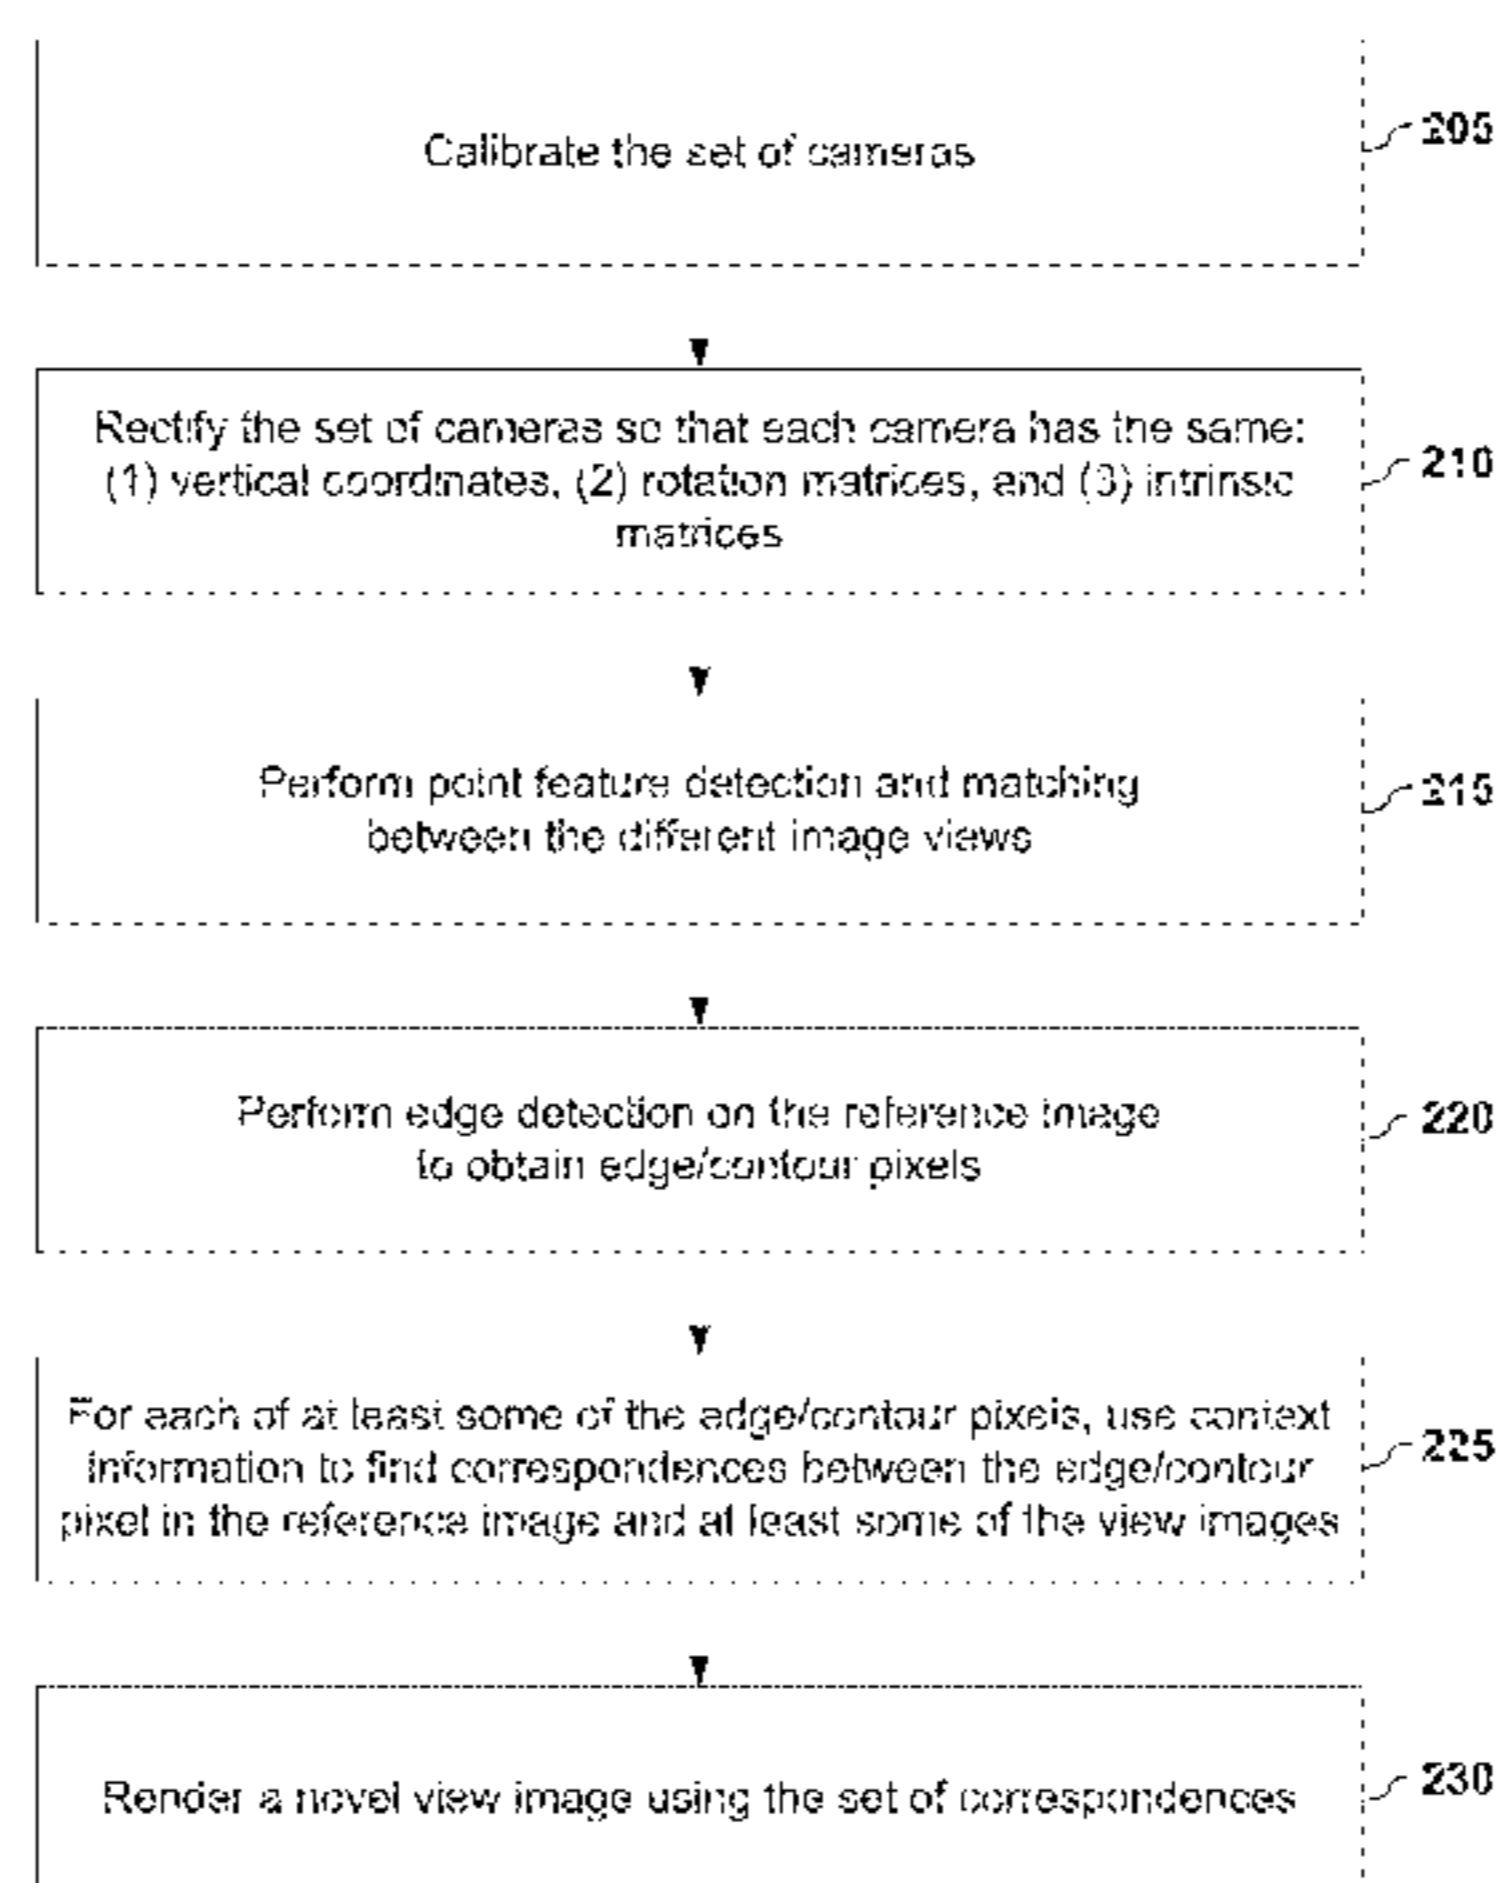 Calibrate the set of cameras
205
Rectify the set of cameras so that each camera has the same:
(1) vertical coordinates, (2) rotation matrices, and (3) intrinsic
matrices
210
Perform point feature detection and matching
between the different image views
215
Perform edge detection on the reference image
to obtain edge/contour pixels
220
For each of at least some of the edge/contour pixels, use context
information to find correspondences between the edge/contour
pixel in the reference image and at least some of the view images
225
Render a novel view image using the set of correspondences
230